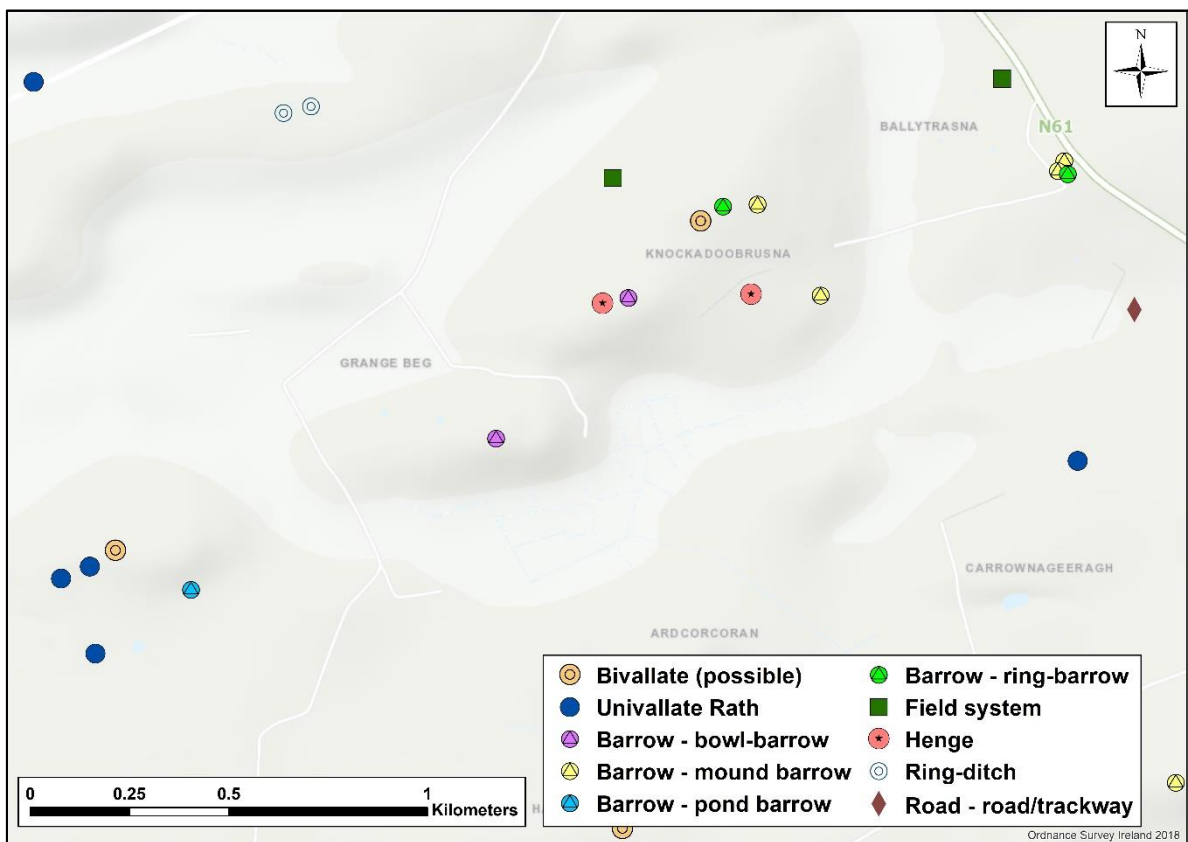 N
BALLYTRASNA
N61
KNOCKADOOBRUSNA
GRANGE BEG
CARROWNAGEERAGH
ARDCORCORAN
Bivallate (possible)
Univallate Rath
Barrow - bowl-barrow
Barrow - mound barrow
Barrow - pond barrow
Barrow - ring-barrow
Field system
Henge
Ring-ditch
Road - road/trackway
0 0.25 0.5 1
Kilometers
Ordnance Survey Ireland 2018